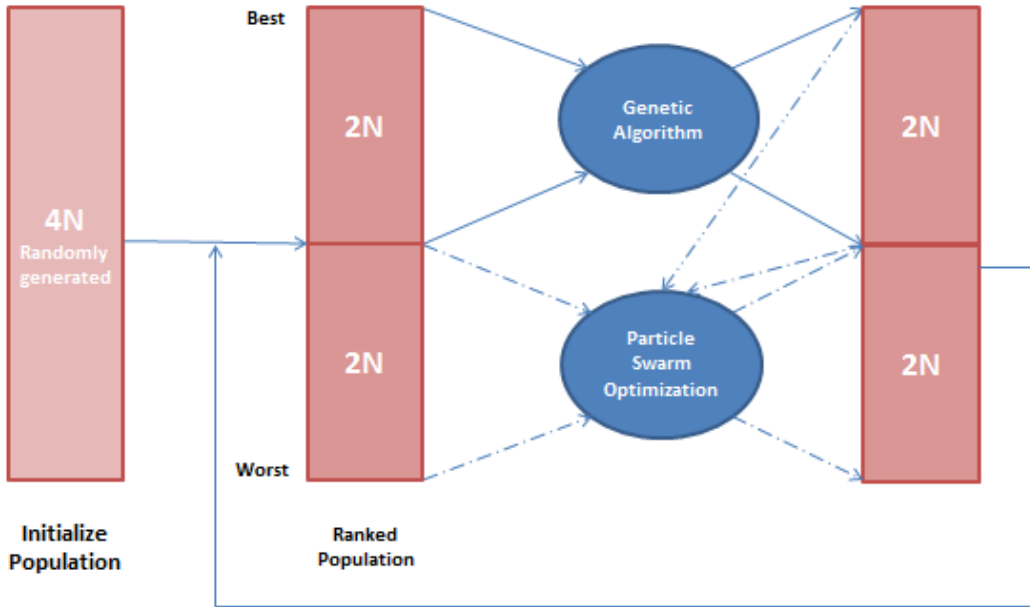 Best
2N
Genetic
Algorithm
2N
4N
Randomly
generated
2N
Particle
Swarm
Optimization
2N
Worst
Initialize
Population
Ranked
Population